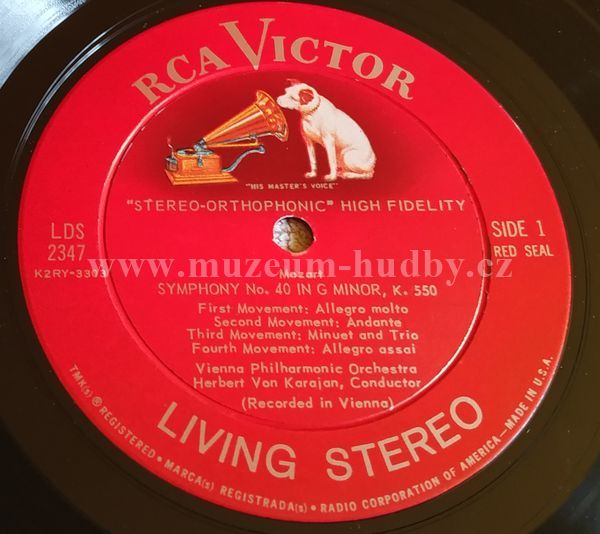 RCA VICTOR
"HIS MASTER'S VOICE"
"STEREO-ORTHOPHONIC" HIGH FIDELITY
LDS
2347
K2RY-3303
SIDE 1
RED SEAL
www.muzeum-hudby.cz
Mozart
SYMPHONY No. 40 IN G MINOR, K. 550
First Movement: Allegro molto
Second Movement: Andante
Third Movement: Minuet and Trio
Fourth Movement: Allegro assai
Vienna Philharmonic Orchestra
Herbert Von Karajan, Conductor
(Recorded in Vienna)
LIVING STEREO
TMK(s) ® REGISTERED • MARCA(s) REGISTRADA(s) • RADIO CORPORATION OF AMERICA—MADE IN U.S.A.